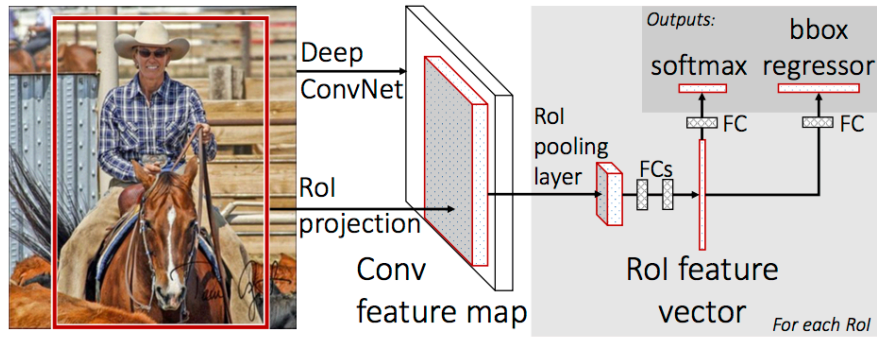 Deep
ConvNet
RoI
projection
Conv
feature map
RoI
pooling
layer
FCs
RoI feature
vector
For each RoI
Outputs:
softmax
bbox
regressor
FC
FC